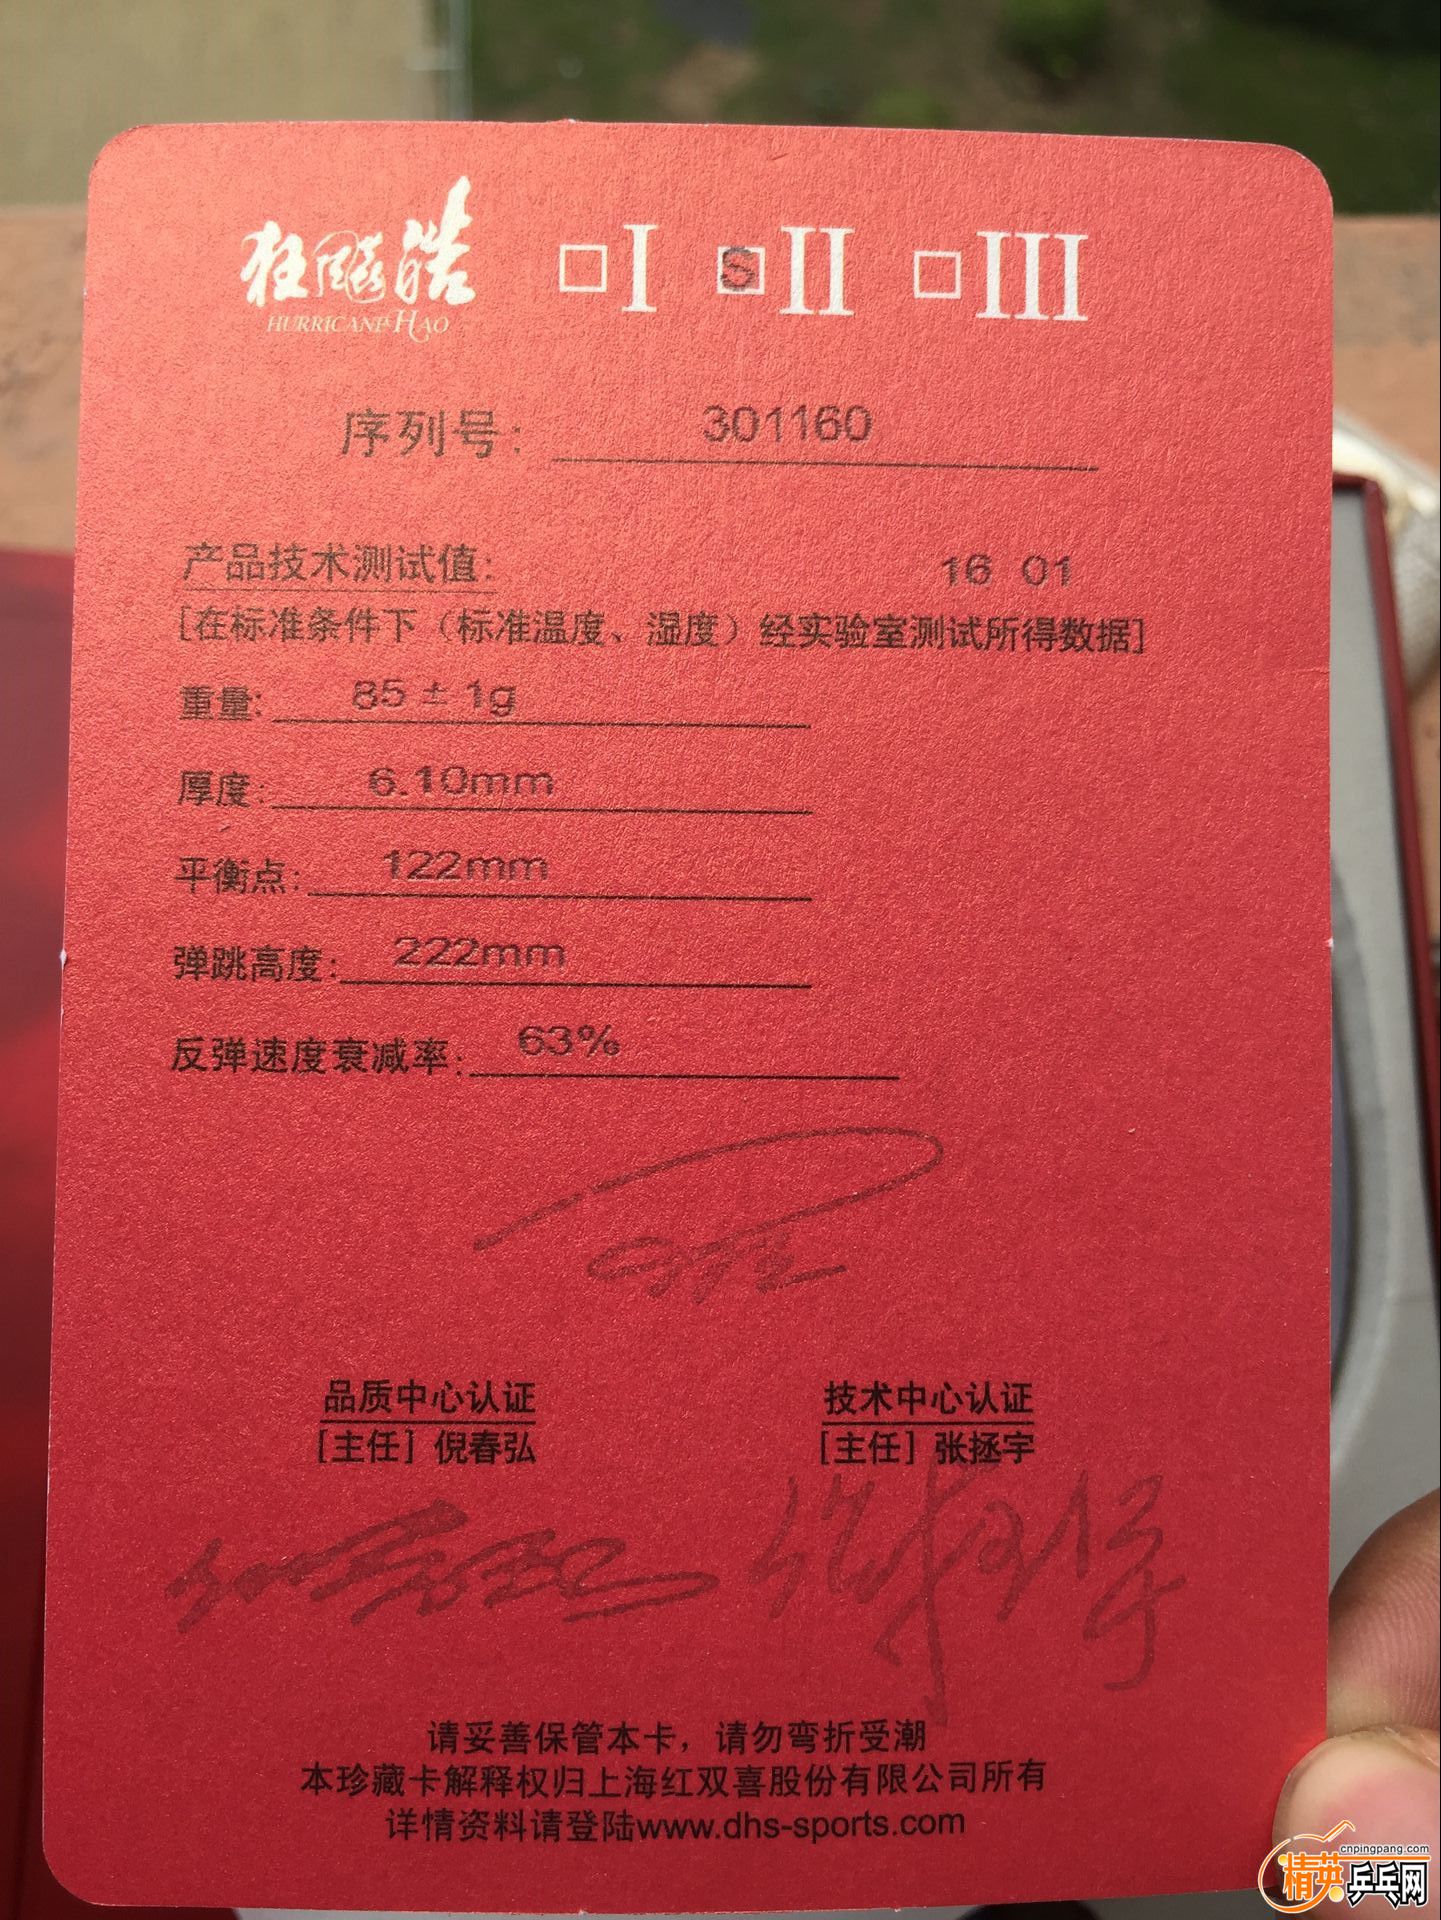 狂飚皓 □I SII □III
HURRICANE HAO
序列号: 301160
产品技术测试值: 16 01
[在标准条件下（标准温度、湿度）经实验室测试所得数据]
重量: 85 ± 1g
厚度: 6.10mm
平衡点: 122mm
弹跳高度: 222mm
反弹速度衰减率: 63%
品质中心认证 技术中心认证
[主任] 倪春弘 [主任] 张拯宇
请妥善保管本卡，请勿弯折受潮
本珍藏卡解释权归上海红双喜股份有限公司所有
详情资料请登陆www.dhs-sports.com
cnpingpang.com
精英乒乓网